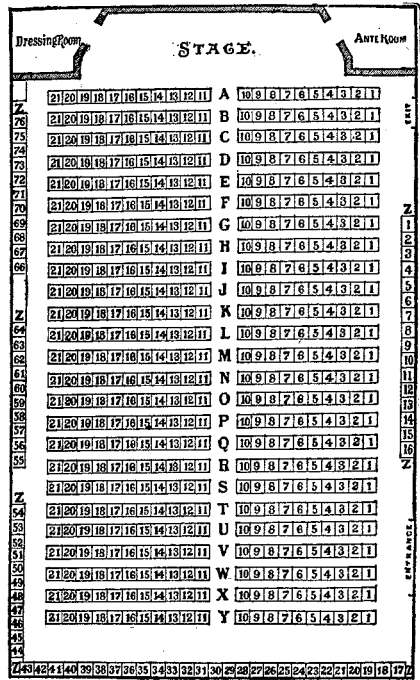 Dressing Room
STAGE.
ANTE ROOM
21 20 19 18 17 16 15 14 13 12 11 A 10 9 8 7 6 5 4 3 2 1
21 20 19 18 17 16 15 14 13 12 11 B 10 9 8 7 6 5 4 3 2 1
21 20 19 18 17 16 15 14 13 12 11 C 10 9 8 7 6 5 4 3 2 1
21 20 19 18 17 16 15 14 13 12 11 D 10 9 8 7 6 5 4 3 2 1
21 20 19 18 17 16 15 14 13 12 11 E 10 9 8 7 6 5 4 3 2 1
21 20 19 18 17 16 15 14 13 12 11 F 10 9 8 7 6 5 4 3 2 1
21 20 19 18 17 16 15 14 13 12 11 G 10 9 8 7 6 5 4 3 2 1
21 20 19 18 17 16 15 14 13 12 11 H 10 9 8 7 6 5 4 3 2 1
21 20 19 18 17 16 15 14 13 12 11 I 10 9 8 7 6 5 4 3 2 1
21 20 19 18 17 16 15 14 13 12 11 J 10 9 8 7 6 5 4 3 2 1
21 20 19 18 17 16 15 14 13 12 11 K 10 9 8 7 6 5 4 3 2 1
21 20 19 18 17 16 15 14 13 12 11 L 10 9 8 7 6 5 4 3 2 1
21 20 19 18 17 16 15 14 13 12 11 M 10 9 8 7 6 5 4 3 2 1
21 20 19 18 17 16 15 14 13 12 11 N 10 9 8 7 6 5 4 3 2 1
21 20 19 18 17 16 15 14 13 12 11 O 10 9 8 7 6 5 4 3 2 1
21 20 19 18 17 16 15 14 13 12 11 P 10 9 8 7 6 5 4 3 2 1
21 20 19 18 17 16 15 14 13 12 11 Q 10 9 8 7 6 5 4 3 2 1
21 20 19 18 17 16 15 14 13 12 11 R 10 9 8 7 6 5 4 3 2 1
21 20 19 18 17 16 15 14 13 12 11 S 10 9 8 7 6 5 4 3 2 1
21 20 19 18 17 16 15 14 13 12 11 T 10 9 8 7 6 5 4 3 2 1
21 20 19 18 17 16 15 14 13 12 11 U 10 9 8 7 6 5 4 3 2 1
21 20 19 18 17 16 15 14 13 12 11 V 10 9 8 7 6 5 4 3 2 1
21 20 19 18 17 16 15 14 13 12 11 W 10 9 8 7 6 5 4 3 2 1
21 20 19 18 17 16 15 14 13 12 11 X 10 9 8 7 6 5 4 3 2 1
21 20 19 18 17 16 15 14 13 12 11 Y 10 9 8 7 6 5 4 3 2 1
Z
76
75
74
73
72
71
70
69
68
67
66
Z
64
63
62
61
60
59
58
57
56
55
Z
54
53
52
51
50
49
48
47
46
45
44
EXIT
Z
1
2
3
4
5
6
7
8
9
10
11
12
13
14
15
16
Z
ENTRANCE.
Z 43 42 41 40 39 38 37 36 35 34 33 32 31 30 29 28 27 26 25 24 23 22 21 20 19 18 17 Z